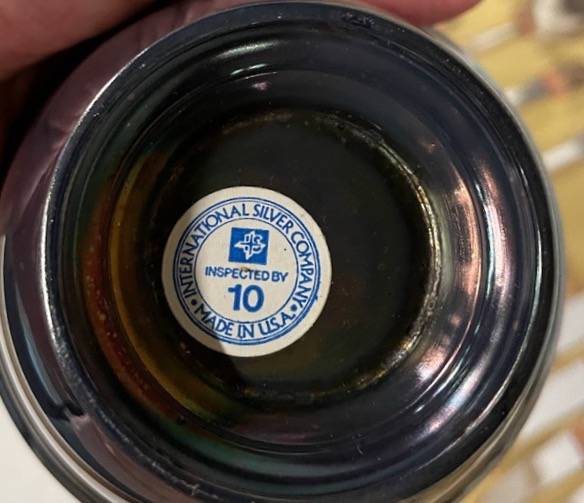 INTERNATIONAL SILVER COMPANY
INSPECTED BY
10
• MADE IN U.S.A. •